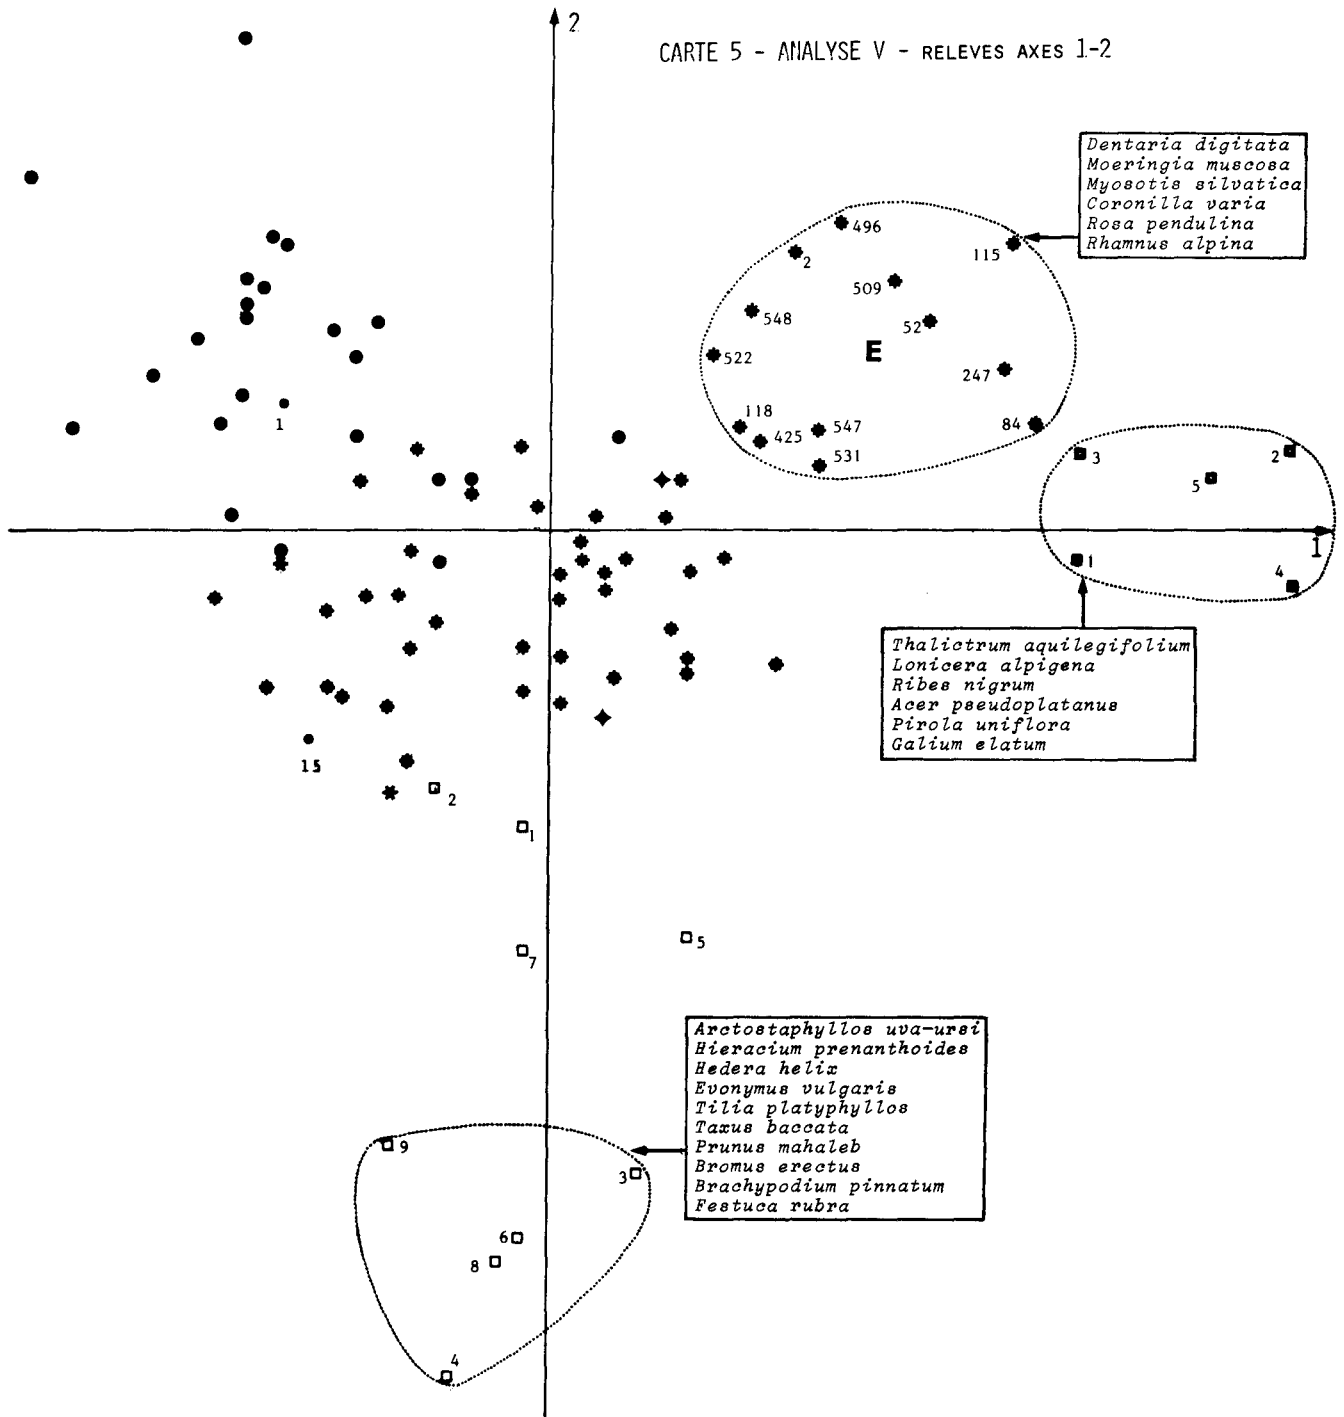 2
CARTE 5 - ANALYSE V - RELEVES AXES 1-2
Dentaria digitata
Moeringia muscosa
Myosotis silvatica
Coronilla varia
Rosa pendulina
Rhamnus alpina
496
2
115
509
548
52
E
522
247
118
547
84
425
531
1
3
2
5
1
1
4
Thalictrum aquilegifolium
Lonicera alpigena
Ribes nigrum
Acer pseudoplatanus
Pirola uniflora
Galium elatum
15
2
1
5
7
Arctostaphyllos uva-ursi
Hieracium prenanthoides
Hedera helix
Evonymus vulgaris
Tilia platyphyllos
Taxus baccata
Prunus mahaleb
Bromus erectus
Brachypodium pinnatum
Festuca rubra
9
3
6
8
4